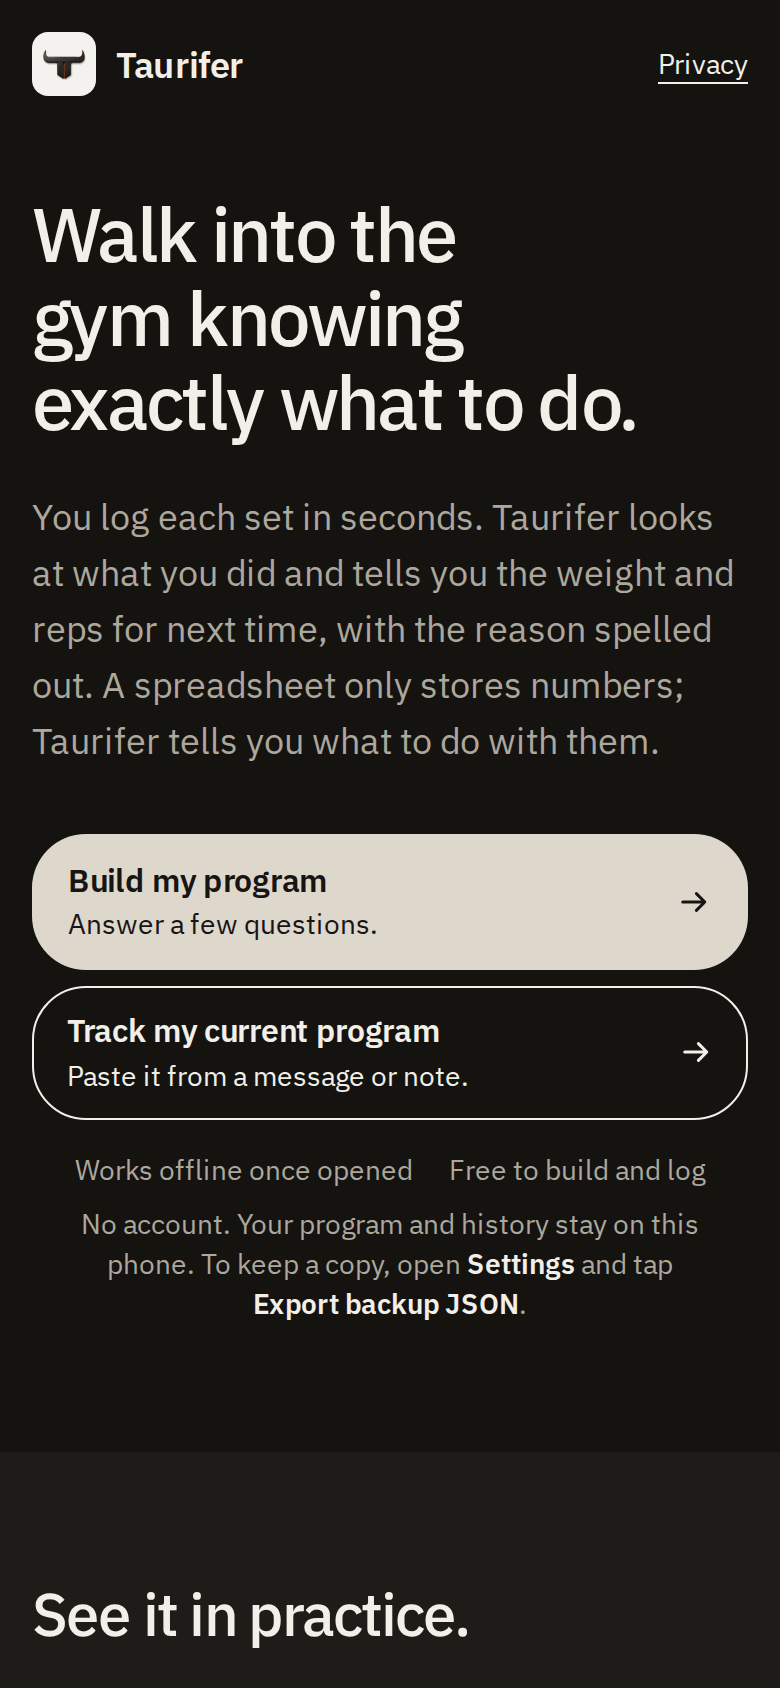 Taurifer
Privacy
Walk into the
gym knowing
exactly what to do.
You log each set in seconds. Taurifer looks
at what you did and tells you the weight and
reps for next time, with the reason spelled
out. A spreadsheet only stores numbers;
Taurifer tells you what to do with them.
Build my program
Answer a few questions.
Track my current program
Paste it from a message or note.
Works offline once opened Free to build and log
No account. Your program and history stay on this
phone. To keep a copy, open Settings and tap
Export backup JSON.
See it in practice.